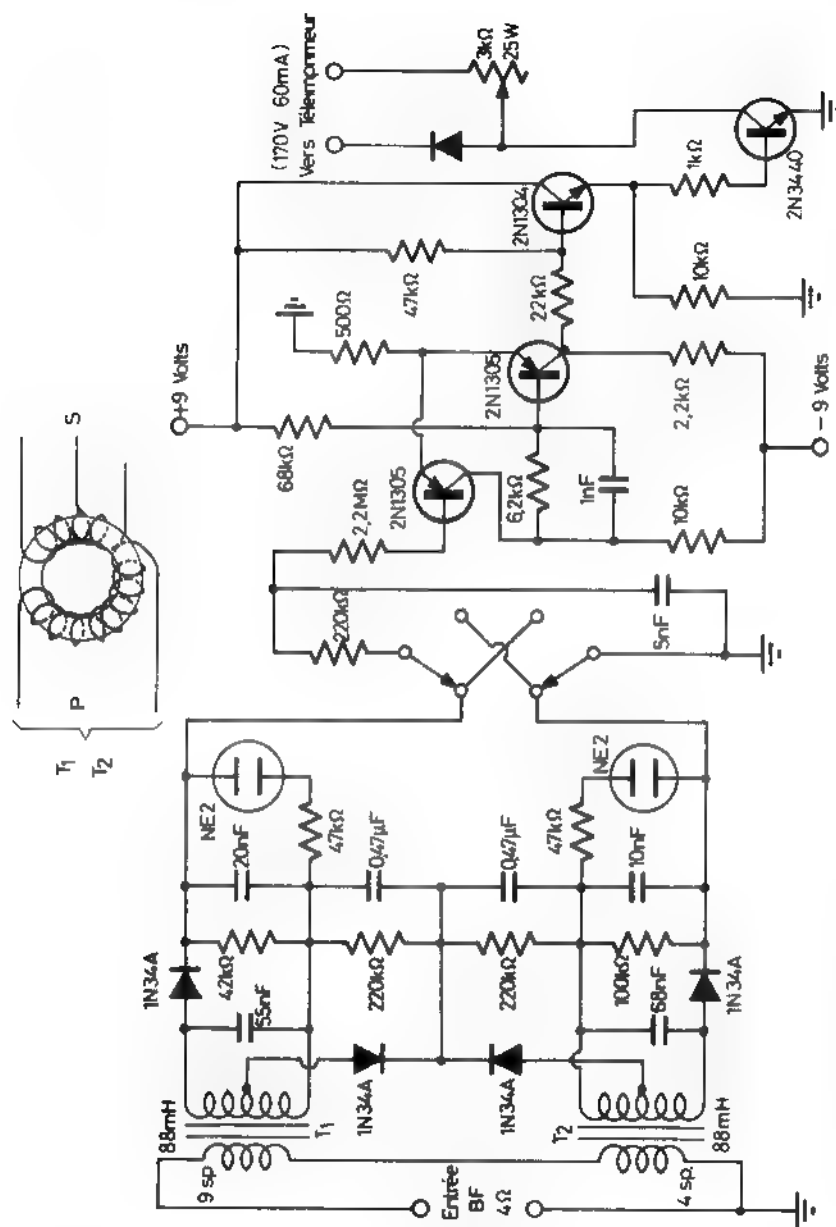 T1
T2
P
S
(170V 60mA)
Vers Télémprimeur
3kΩ
25W
+9 Volts
2N1304
47kΩ
500Ω
68kΩ
2,2MΩ
2N1305
220kΩ
2N1305
22kΩ
1kΩ
2N3440
10kΩ
6,2kΩ
1nF
2,2kΩ
10kΩ
5nF
- 9 Volts
NE2
47kΩ
20nF
0,47µF
1N34A
42kΩ
55nF
220kΩ
88mH
T1
9 sp
1N34A
NE2
47kΩ
0,47µF
10nF
220kΩ
100kΩ
68nF
1N34A
1N34A
T2
88mH
4 sp.
Entrée
BF
4Ω